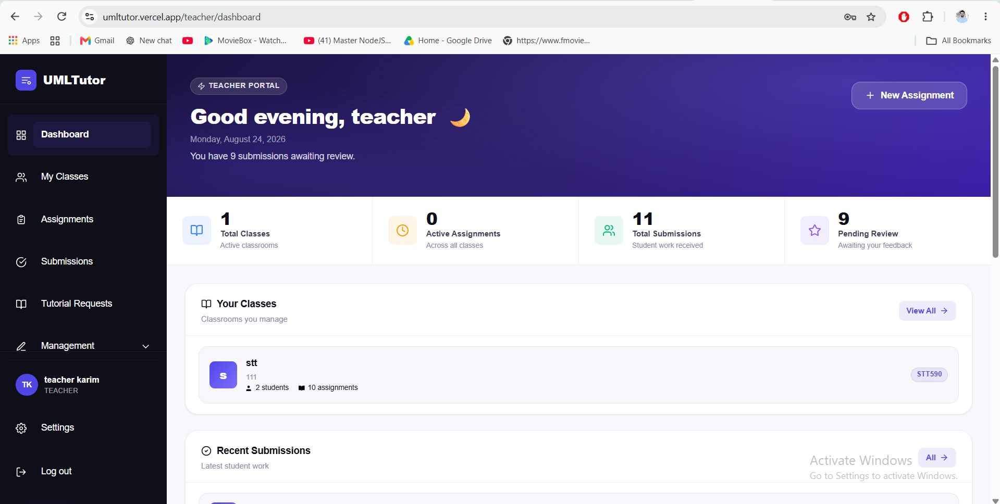 umltutor.vercel.app/teacher/dashboard
Apps
Gmail
New chat
MovieBox - Watch...
(41) Master NodeJS...
Home - Google Drive
https://www.fmovie...
All Bookmarks
UMLTutor
Dashboard
My Classes
Assignments
Submissions
Tutorial Requests
Management
TK
teacher karim
TEACHER
Settings
Log out
TEACHER PORTAL
Good evening, teacher 🌙
Monday, August 24, 2026
You have 9 submissions awaiting review.
+ New Assignment
1
Total Classes
Active classrooms
0
Active Assignments
Across all classes
11
Total Submissions
Student work received
9
Pending Review
Awaiting your feedback
Your Classes
Classrooms you manage
View All →
s
stt
111
2 students 10 assignments
STT590
Recent Submissions
Latest student work
All →
Activate Windows
Go to Settings to activate Windows.